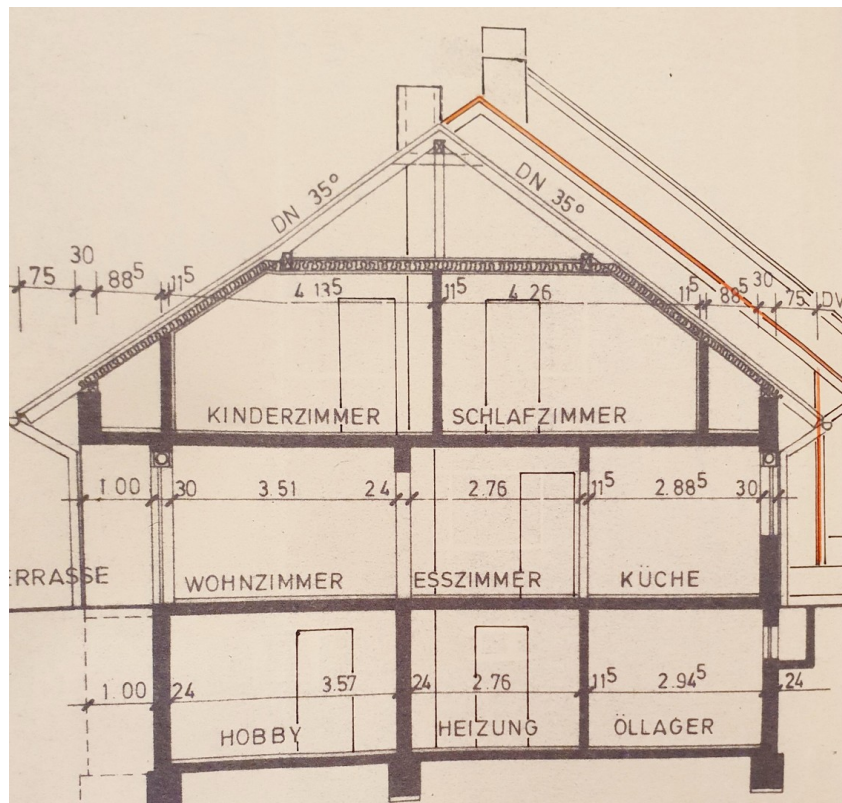 DN 35°
DN 35°
75 30 88⁵ 11⁵ 4.13⁵ 11⁵ 4.26 11⁵ 88⁵ 30 75
KINDERZIMMER SCHLAFZIMMER
1.00 30 3.51 24 2.76 11⁵ 2.88⁵ 30
ERRASSE WOHNZIMMER ESSZIMMER KÜCHE
1.00 24 3.57 24 2.76 11⁵ 2.94⁵ 24
HOBBY HEIZUNG ÖLLAGER